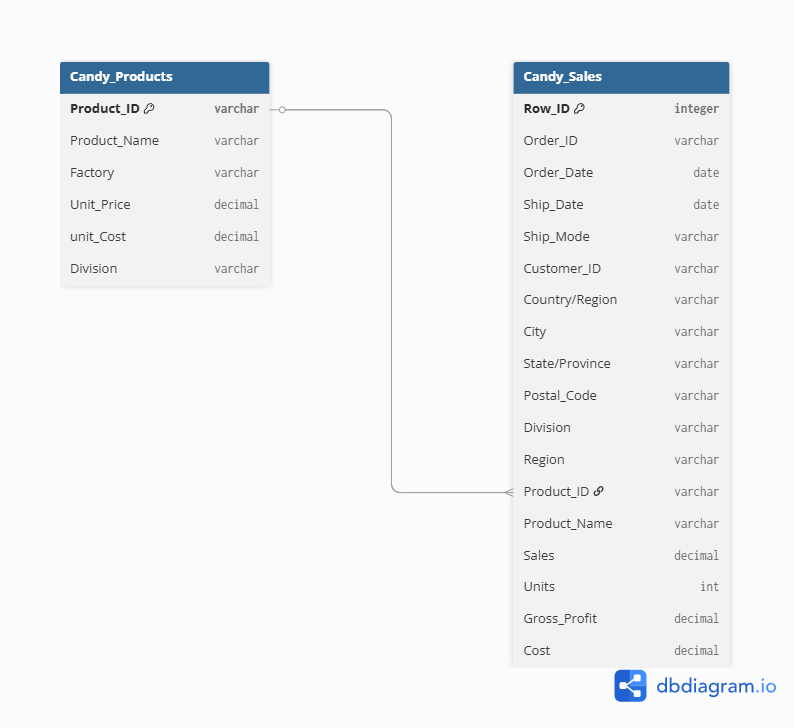 Candy_Products
Product_ID varchar
Product_Name varchar
Factory varchar
Unit_Price decimal
unit_Cost decimal
Division varchar
Candy_Sales
Row_ID integer
Order_ID varchar
Order_Date date
Ship_Date date
Ship_Mode varchar
Customer_ID varchar
Country/Region varchar
City varchar
State/Province varchar
Postal_Code varchar
Division varchar
Region varchar
Product_ID varchar
Product_Name varchar
Sales decimal
Units int
Gross_Profit decimal
Cost decimal
dbdiagram.io